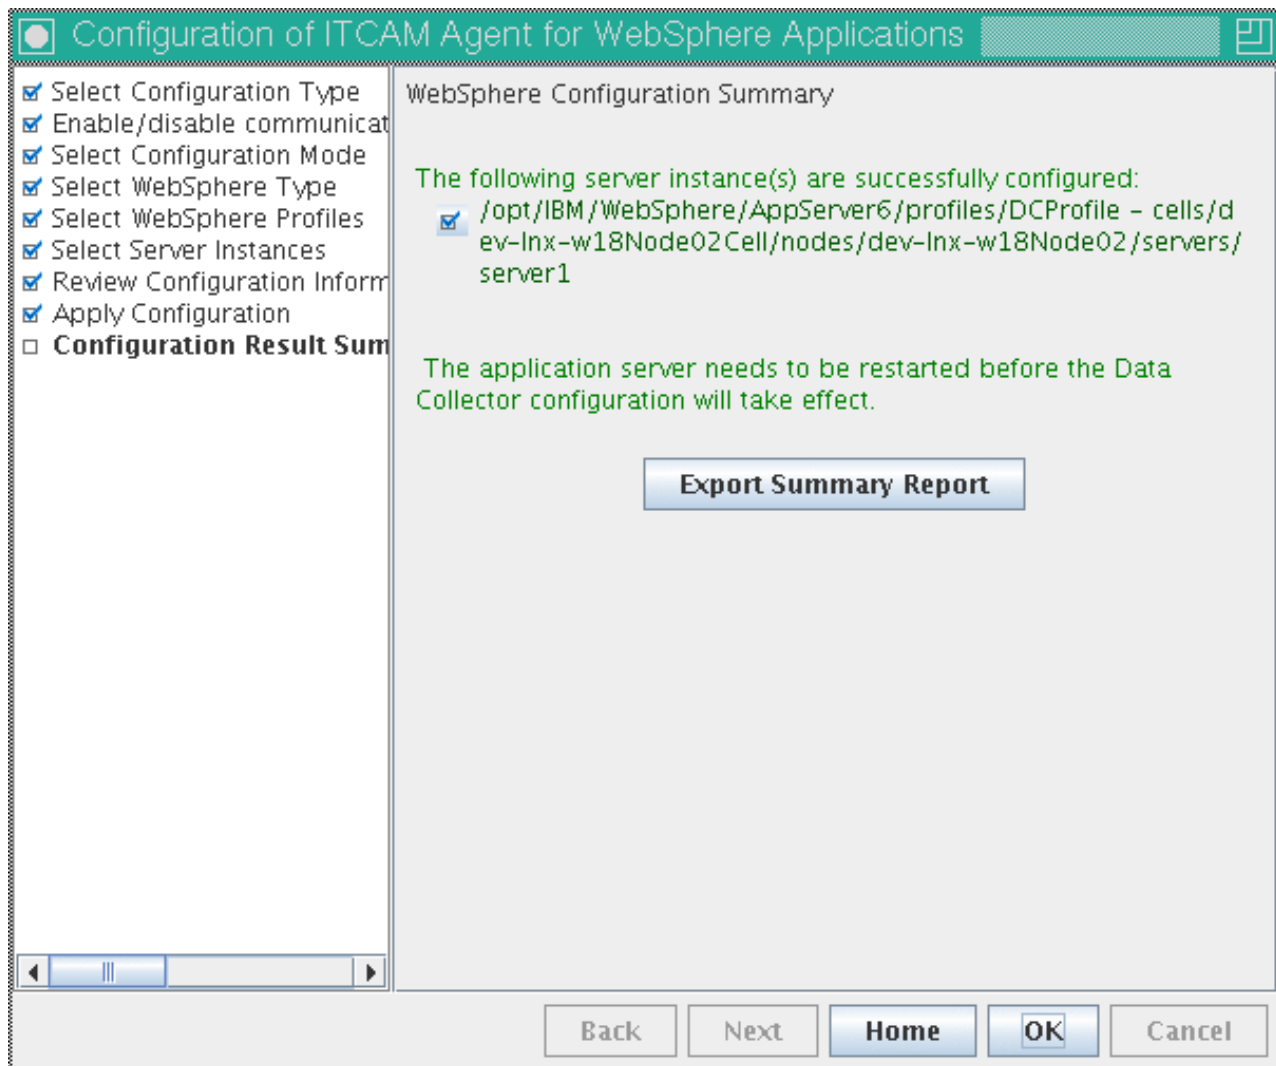 Configuration of ITCAM Agent for WebSphere Applications
Select Configuration Type
Enable/disable communicat
Select Configuration Mode
Select WebSphere Type
Select WebSphere Profiles
Select Server Instances
Review Configuration Inform
Apply Configuration
Configuration Result Sum
WebSphere Configuration Summary
The following server instance(s) are successfully configured:
/opt/IBM/WebSphere/AppServer6/profiles/DCProfile - cells/d
ev-lnx-w18Node02Cell/nodes/dev-lnx-w18Node02/servers/
server1
The application server needs to be restarted before the Data
Collector configuration will take effect.
Export Summary Report
Back Next Home OK Cancel